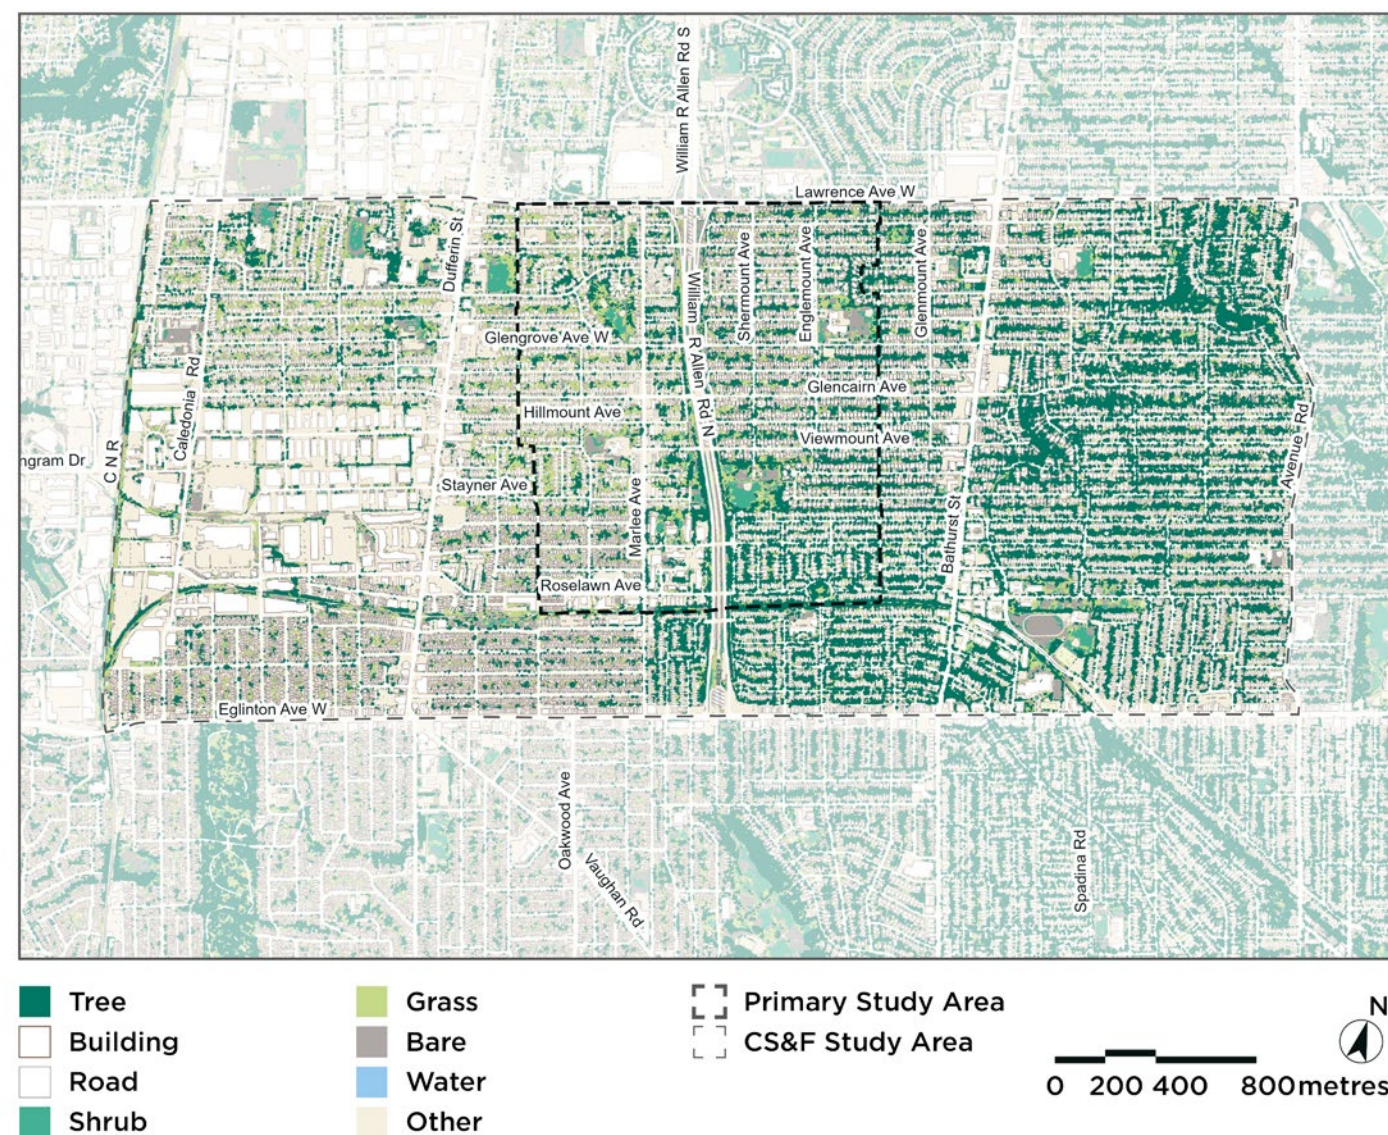 William R Allen Rd S
Lawrence Ave W
Dufferin St
Shermount Ave
Englemount Ave
Glenmount Ave
William R Allen Rd N
Glengrove Ave W
Caledonia Rd
Glencairn Ave
Hillmount Ave
Viewmount Ave
Avenue Rd
ngram Dr
CNR
Stayner Ave
Marlee Ave
Bathurst St
Roselawn Ave
Eglinton Ave W
Oakwood Ave
Vaughan Rd
Spadina Rd
Tree
Building
Road
Shrub
Grass
Bare
Water
Other
Primary Study Area
CS&F Study Area
N
0 200 400 800metres